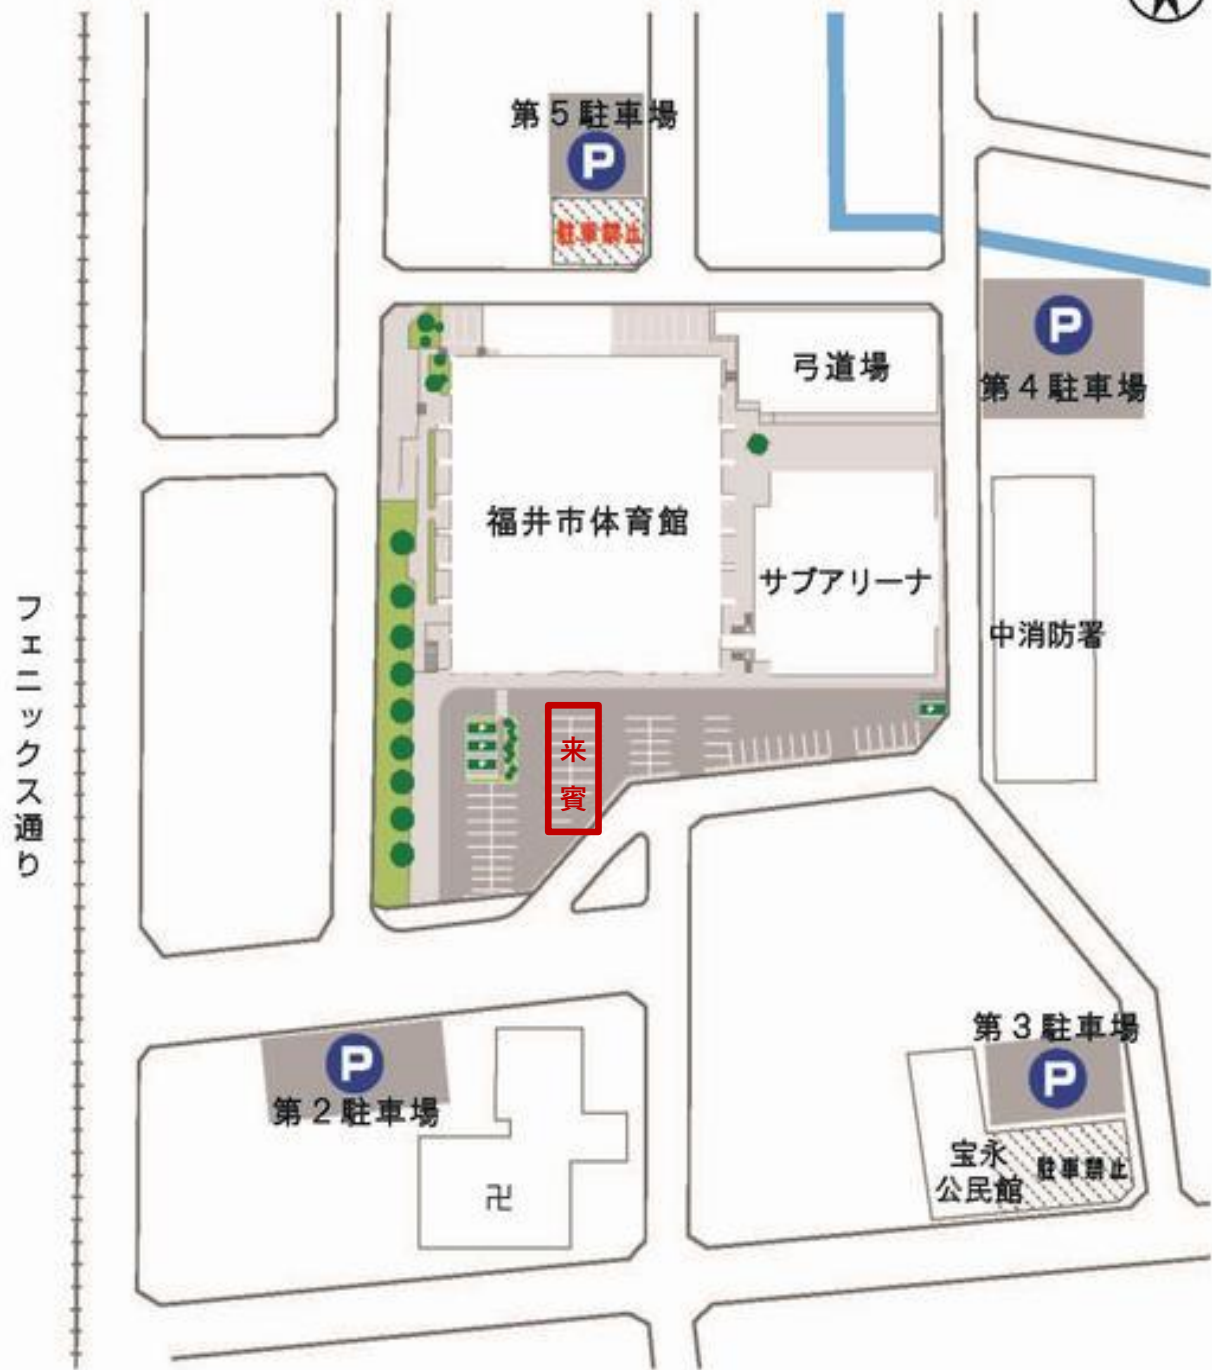 第5駐車場
P
駐車禁止
P
第4駐車場
弓道場
福井市体育館
サブアリーナ
中消防署
フェニックス通り
来
賓
第3駐車場
P
P
第2駐車場
宝永
公民館
駐車禁止
卍